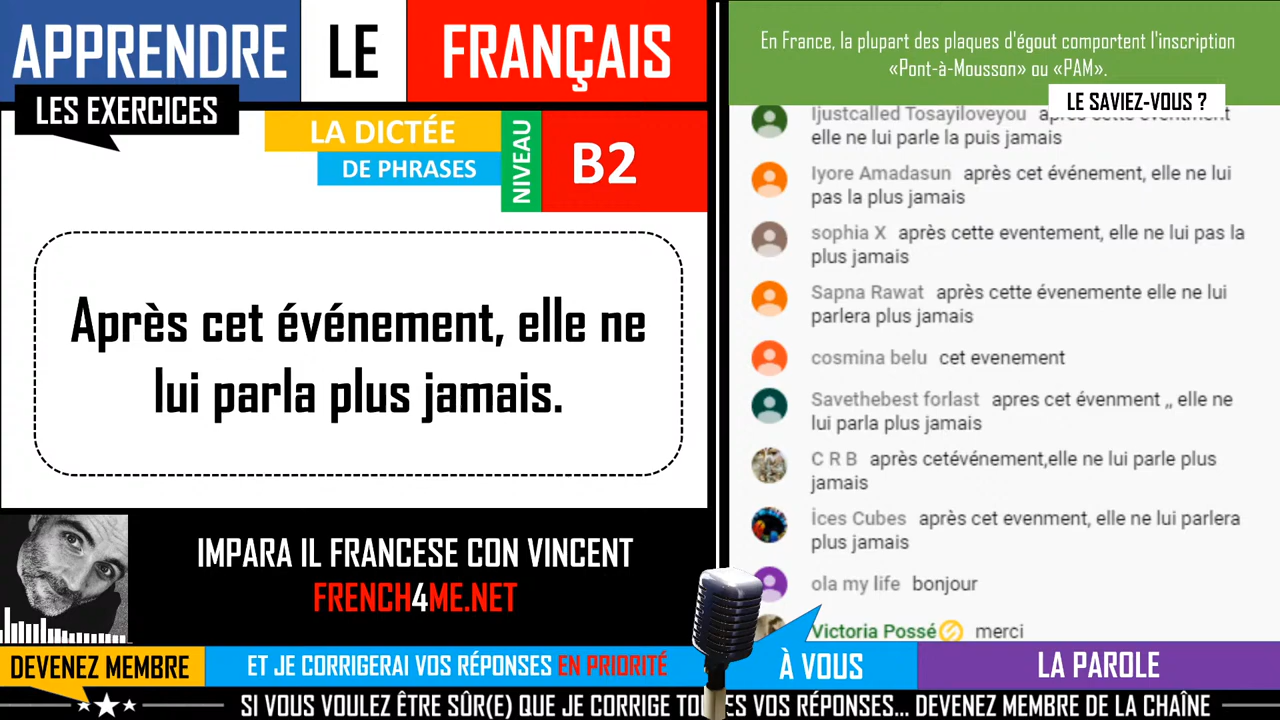 APPRENDRE LE FRANÇAIS
LES EXERCICES
LA DICTÉE
DE PHRASES
NIVEAU
B2
Après cet événement, elle ne
lui parla plus jamais.
IMPARA IL FRANCESE CON VINCENT
FRENCH4ME.NET
En France, la plupart des plaques d'égout comportent l'inscription
«Pont-à-Mousson» ou «PAM».
LE SAVIEZ-VOUS ?
Ijustcalled Tosayiloveyou après cette eventment
elle ne lui parle la puis jamais
Iyore Amadasun après cet événement, elle ne lui
pas la plus jamais
sophia X après cette eventement, elle ne lui pas la
plus jamais
Sapna Rawat après cette évenemente elle ne lui
parlera plus jamais
cosmina belu cet evenement
Savethebest forlast apres cet évenment ,, elle ne
lui parla plus jamais
C R B après cetévénement,elle ne lui parle plus
jamais
İces Cubes après cet evenment, elle ne lui parlera
plus jamais
ola my life bonjour
Victoria Possé merci
DEVENEZ MEMBRE
ET JE CORRIGERAI VOS RÉPONSES EN PRIORITÉ
À VOUS
LA PAROLE
SI VOUS VOULEZ ÊTRE SÛR(E) QUE JE CORRIGE VOS RÉPONSES... DEVENEZ MEMBRE DE LA CHAÎNE